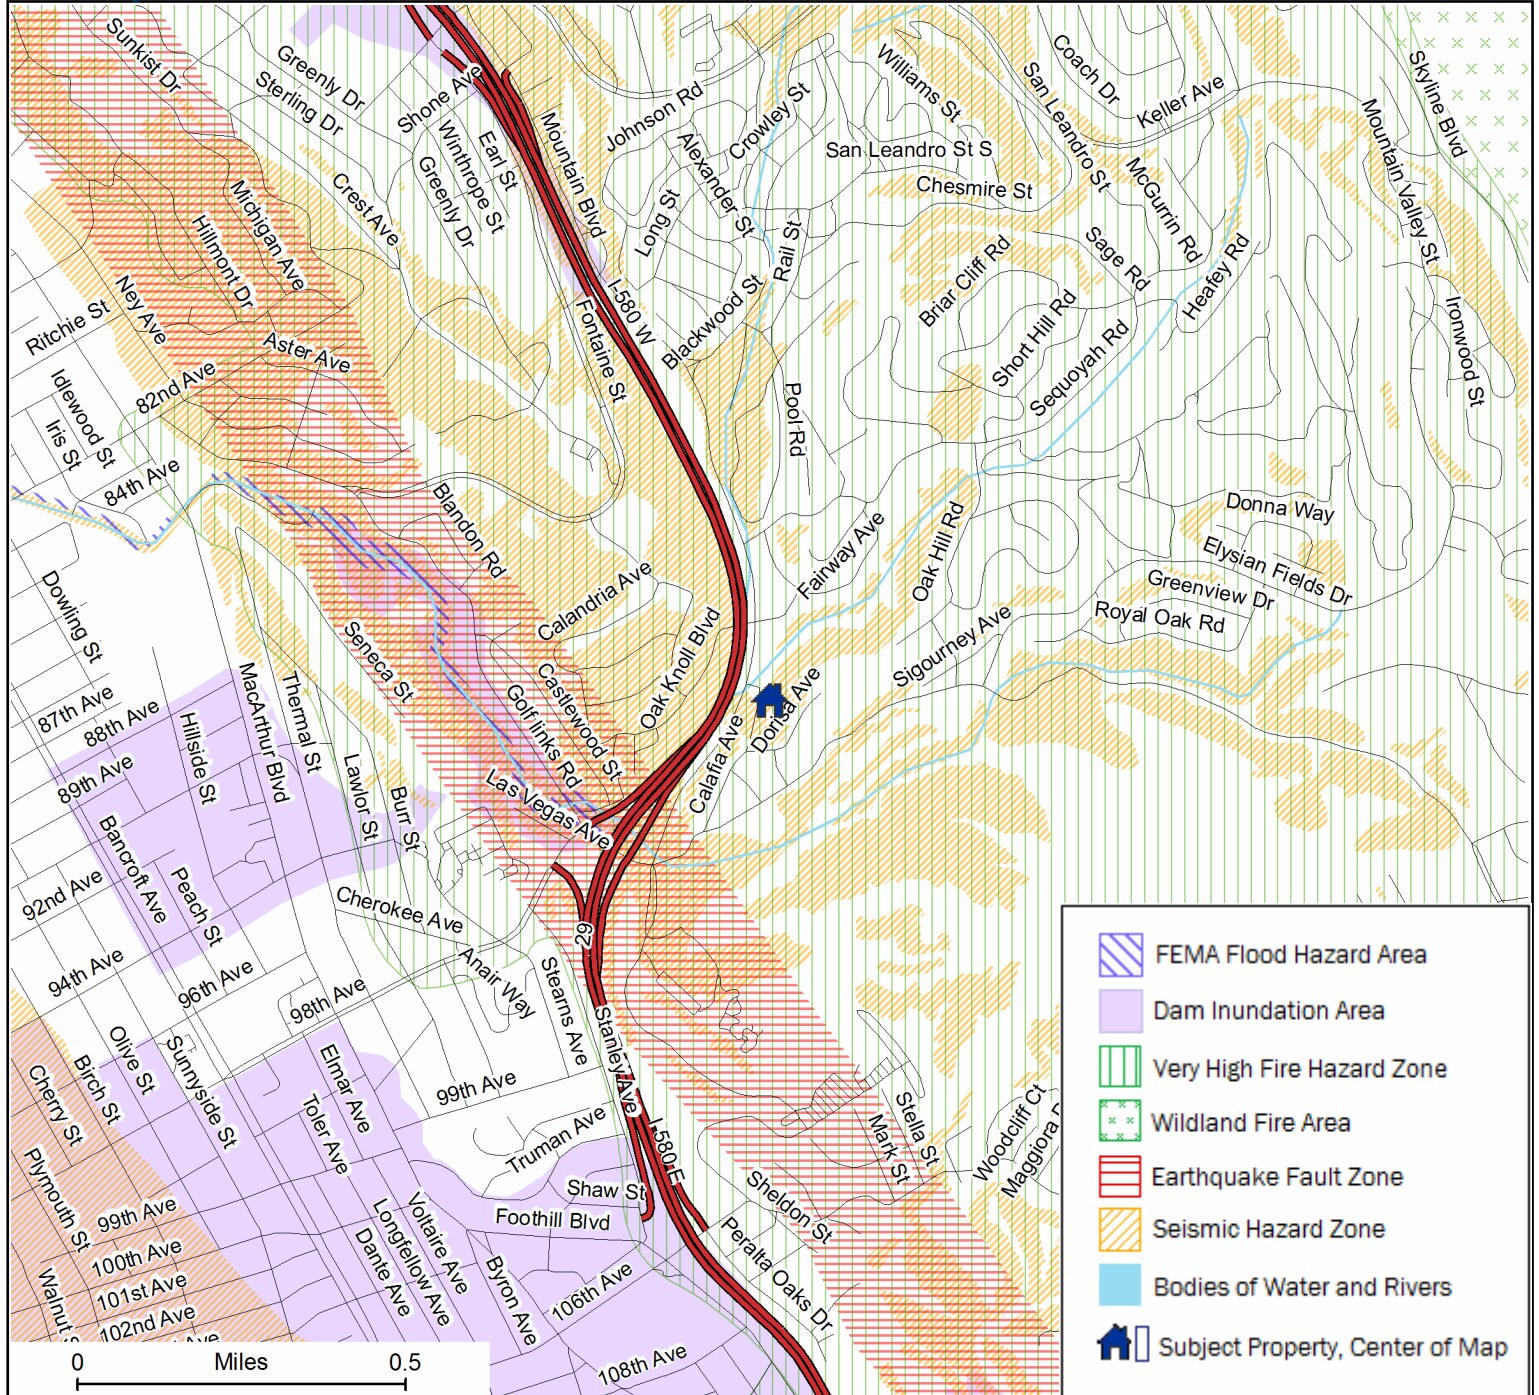 Sunkist Dr
Greenly Dr
Sterling Dr
Shone Ave
Winthrope St
Earl St
Greenly Dr
Mountain Blvd
Johnson Rd
Alexander St
Crowley St
Long St
Williams St
San Leandro St S
Chesmire St
San Leandro St
Coach Dr
Keller Ave
Skyline Blvd
Mountain Valley St
McGurrin Rd
Sage Rd
Heafey Rd
Ironwood St
Crest Ave
Michigan Ave
Hillmont Dr
Ney Ave
Ritchie St
Aster Ave
82nd Ave
Idlewood St
Iris St
84th Ave
I-580 W
Fontaine St
Blackwood St
Rail St
Pool Rd
Briar Cliff Rd
Short Hill Rd
Sequoyah Rd
Blandon Rd
Calandria Ave
Fairway Ave
Oak Hill Rd
Donna Way
Elysian Fields Dr
Greenview Dr
Royal Oak Rd
Sigourney Ave
Dowling St
87th Ave
88th Ave
89th Ave
Hillside St
MacArthur Blvd
Thermal St
Seneca St
Castlewood St
Golf links Rd
Oak Knoll Blvd
Dorisa Ave
Calafia Ave
Las Vegas Ave
Lawlor St
Burr St
Bancroft Ave
Peach St
92nd Ave
Cherokee Ave
Anair Way
Stearns Ave
29
94th Ave
96th Ave
98th Ave
Olive St
Birch St
Cherry St
Sunnyside St
Elmar Ave
Toler Ave
99th Ave
Truman Ave
Stanley Ave
I-580 E
Shaw St
Foothill Blvd
Plymouth St
99th Ave
100th Ave
101st Ave
102nd Ave
Ave
Walnut S
Voltaire Ave
Longfellow Ave
Dante Ave
Byron Ave
106th Ave
108th Ave
Sheldon St
Peralta Oaks Dr
Mark St
Stella St
Woodcliff Ct
Maggiora D
0 Miles 0.5
FEMA Flood Hazard Area
Dam Inundation Area
Very High Fire Hazard Zone
Wildland Fire Area
Earthquake Fault Zone
Seismic Hazard Zone
Bodies of Water and Rivers
Subject Property, Center of Map